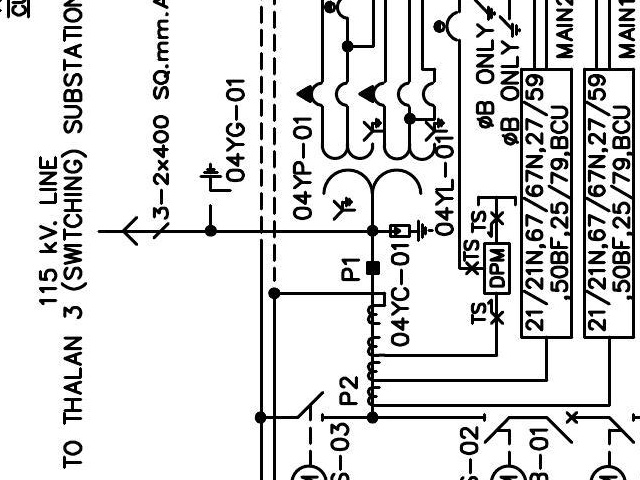 115 kV. LINE
TO THALAN 3 (SWITCHING) SUBSTATION
3-2x400 SQ.mm.A
04YG-01
04YP-01
04YL-01
P1
04YC-01
P2
S-03
TS
XTS
DPM
TS
ØB ONLY
ØB ONLY
MAIN2
21/21N,67/67N,27/59
,50BF,25/79,BCU
MAIN1
21/21N,67/67N,27/59
,50BF,25/79,BCU
S-02
B-01